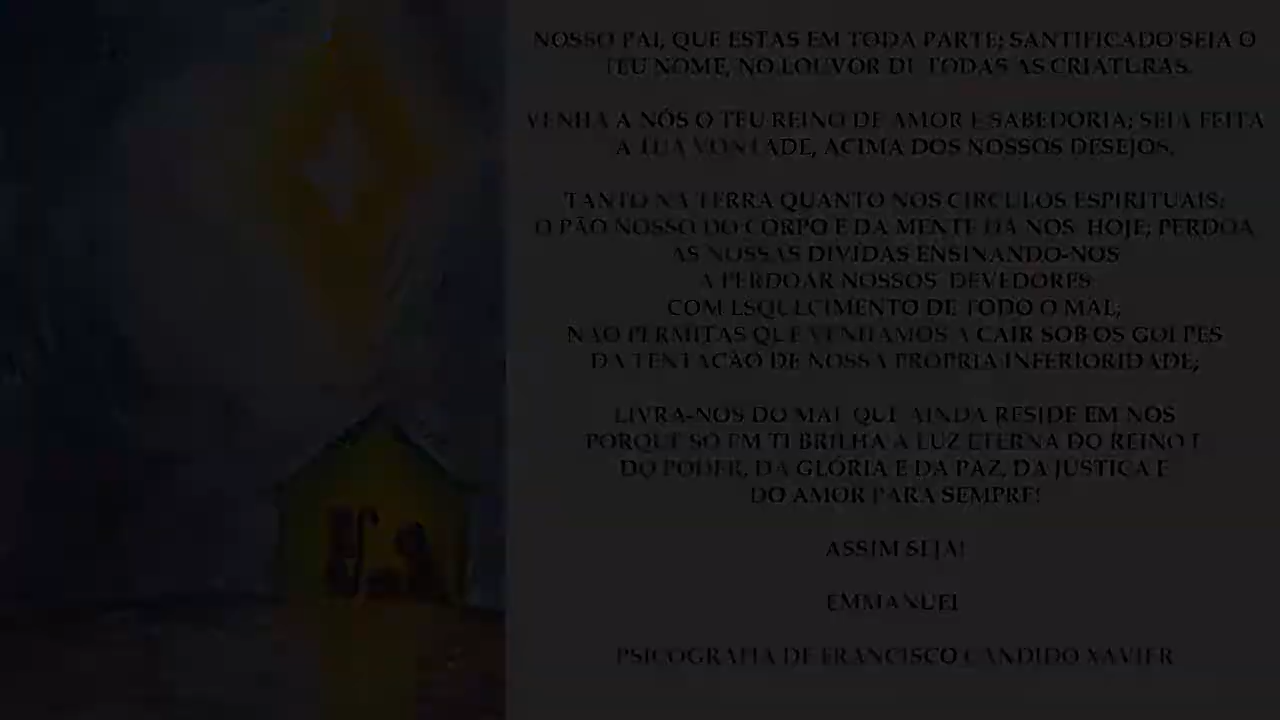 NOSSO PAI, QUE ESTAS EM TODA PARTE; SANTIFICADO SEJA O
TEU NOME, NO LOUVOR DE TODAS AS CRIATURAS.
VENHA A NÓS O TEU REINO DE AMOR E SABEDORIA; SEJA FEITA
A TUA VONTADE, ACIMA DOS NOSSOS DESEJOS.
TANTO NA TERRA QUANTO NOS CIRCULOS ESPIRITUAIS;
O PÃO NOSSO DO CORPO E DA MENTE DA NOS HOJE; PERDOA
AS NOSSAS DIVIDAS ENSINANDO-NOS
A PERDOAR NOSSOS DEVEDORES
COM ESQUECIMENTO DE TODO O MAL;
NAO PERMITAS QUE VENHAMOS A CAIR SOB OS GOLPES
DA TENTAÇÃO DE NOSSA PROPRIA INFERIORIDADE;
LIVRA-NOS DO MAL QUE AINDA RESIDE EM NOS
PORQUE SÓ EM TI BRILHA A LUZ ETERNA DO REINO E
DO PODER, DA GLÓRIA E DA PAZ, DA JUSTIÇA E
DO AMOR PARA SEMPRE!
ASSIM SEJA!
EMMANUEL
PSICOGRAFIA DE FRANCISCO CANDIDO XAVIER